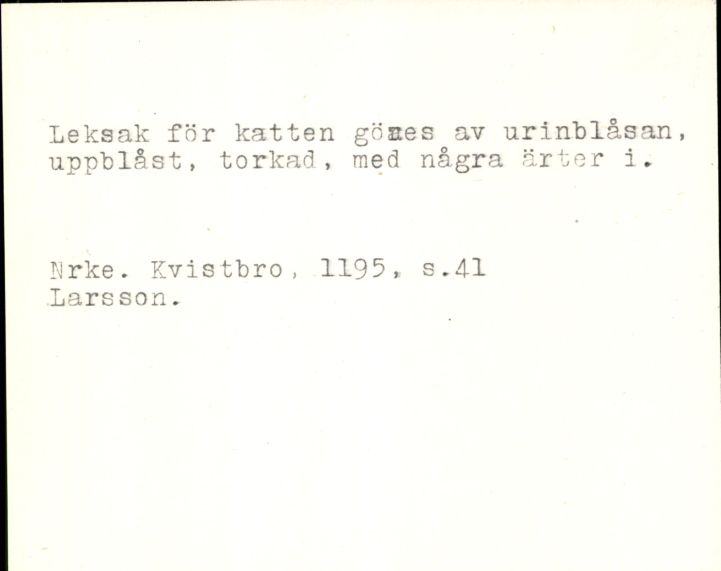 Leksak för katten göres av urinblåsan,
uppblåst, torkad, med några ärter i.
Nrke. Kvistbro, 1195, s.41
Larsson.